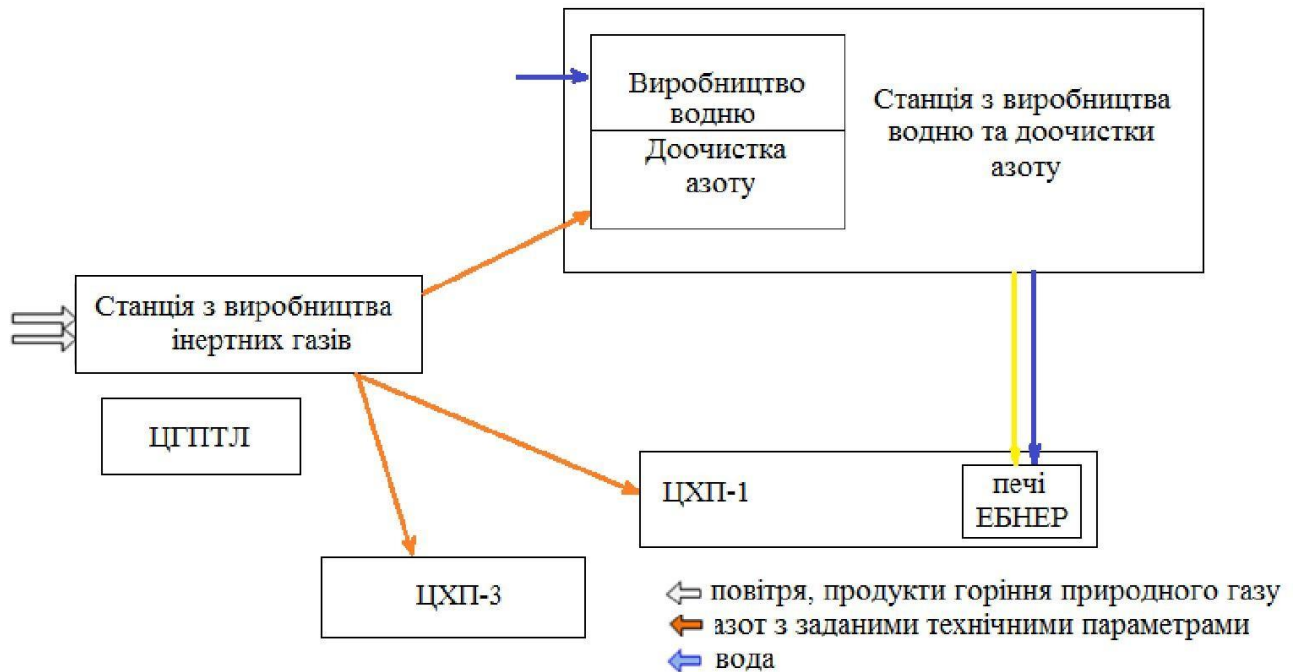 Виробництво
водню
Доочистка
азоту
Станція з виробництва
водню та доочистки
азоту
Станція з виробництва
інертних газів
ЦГПТЛ
ЦХП-1
печі
ЕБНЕР
ЦХП-3
повітря, продукти горіння природного газу
азот з заданими технічними параметрами
вода